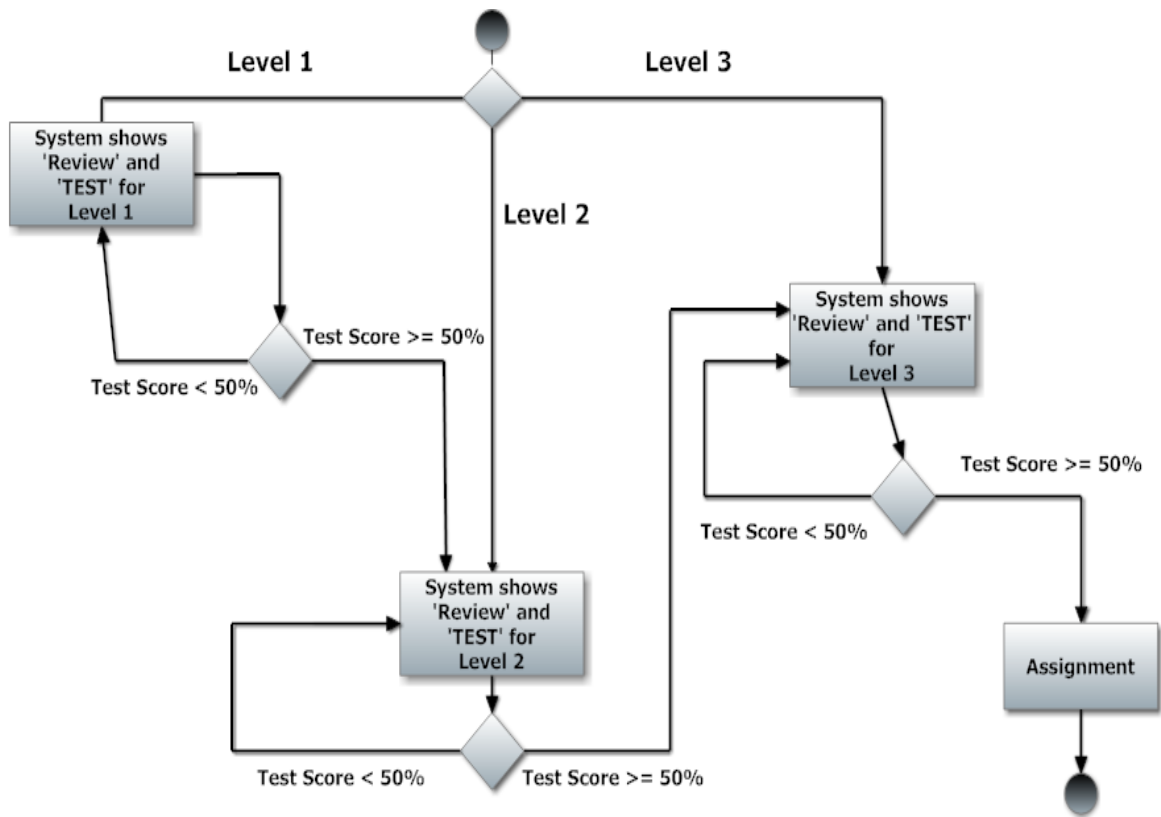 Level 1
Level 3
System shows
'Review' and
'TEST' for
Level 1
Level 2
System shows
'Review' and 'TEST'
for
Level 3
Test Score >= 50%
Test Score < 50%
Test Score >= 50%
Test Score < 50%
System shows
'Review' and
'TEST' for
Level 2
Assignment
Test Score < 50%
Test Score >= 50%